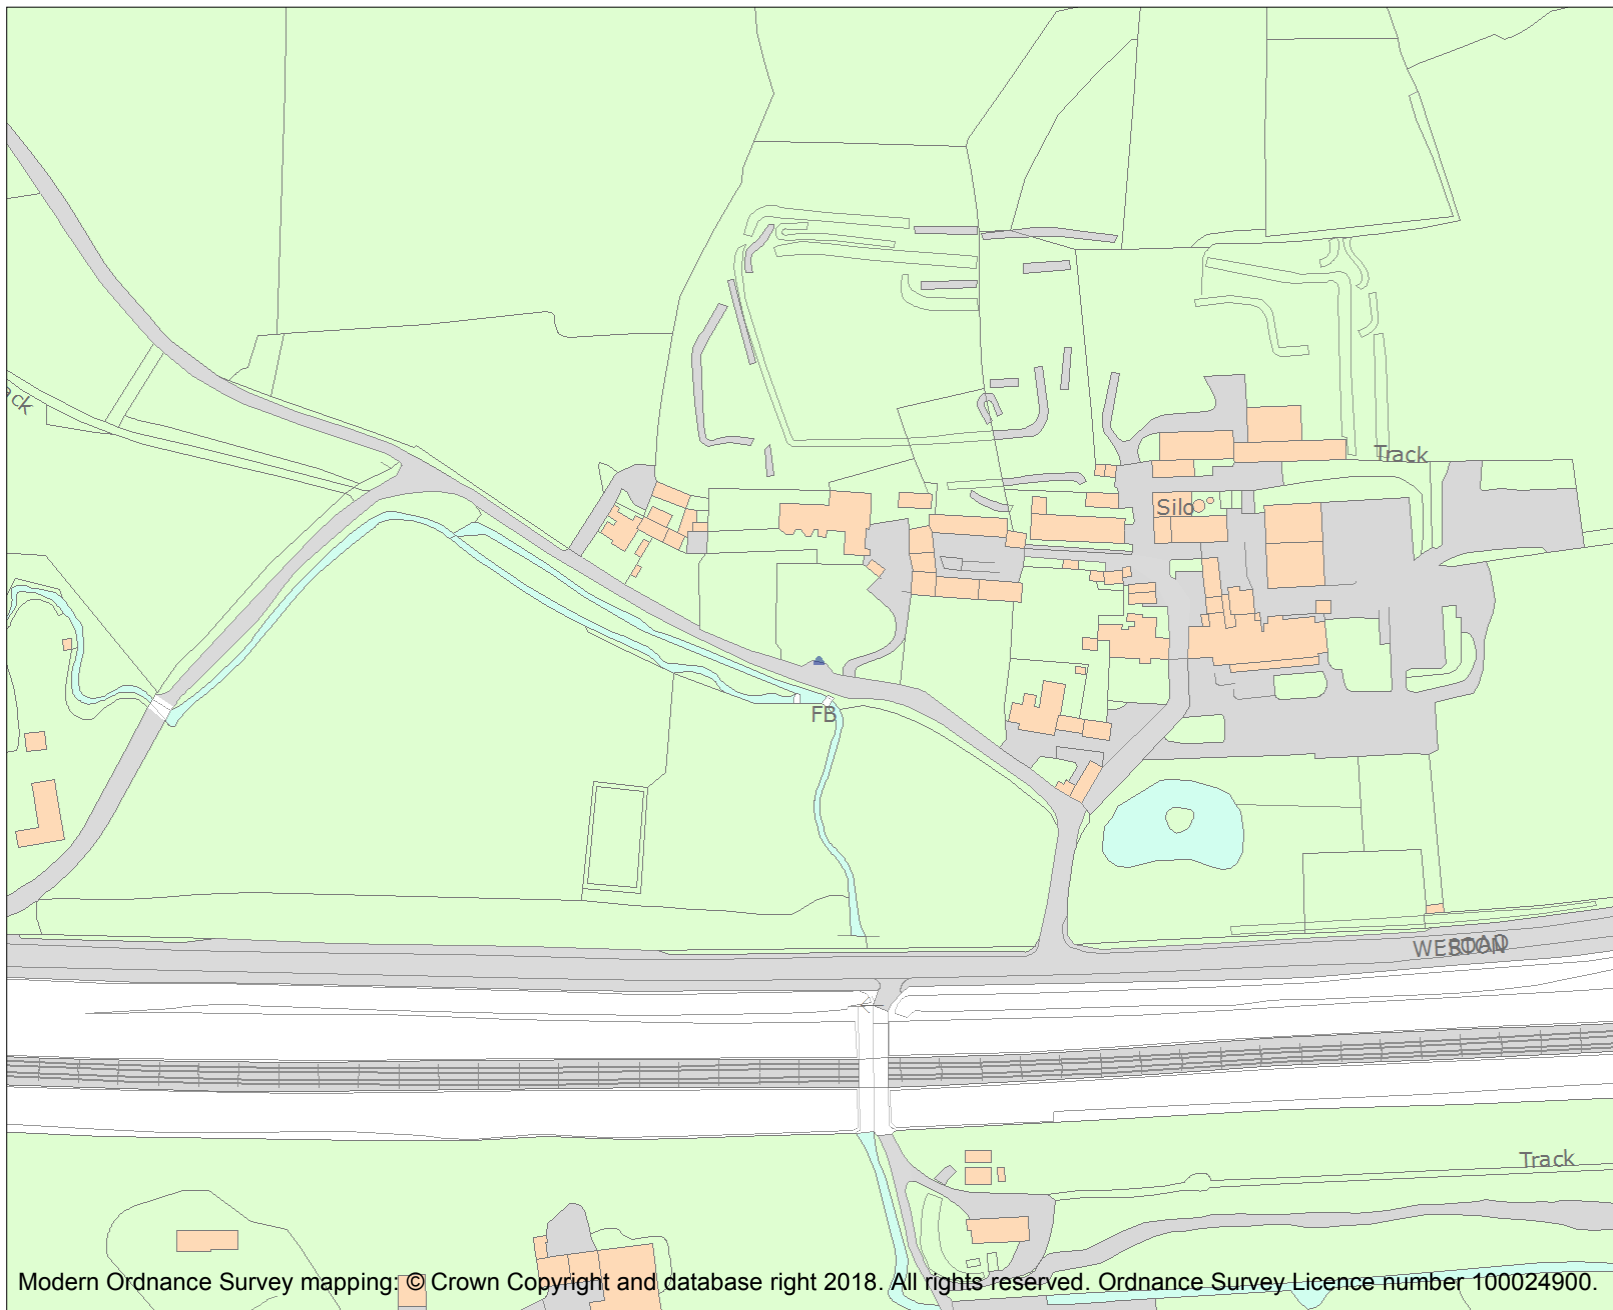 Track
Silo
FB
WESTON
ROAD
Track
Modern Ordnance Survey mapping: © Crown Copyright and database right 2018. All rights reserved. Ordnance Survey Licence number 100024900.